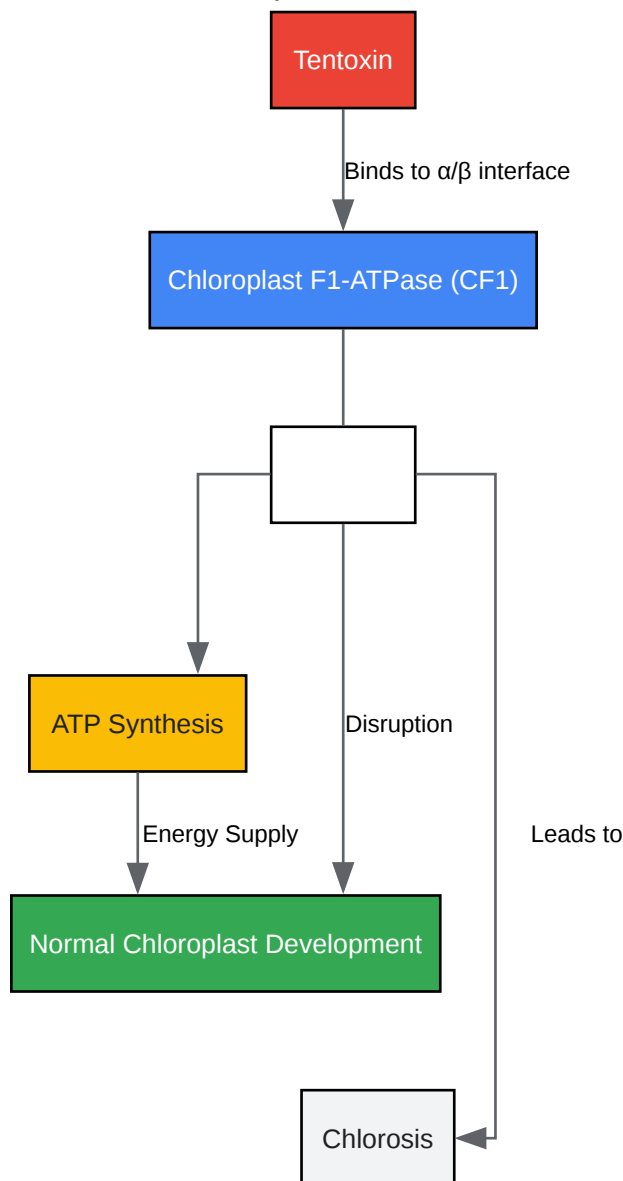 Tentoxin
Binds to α/β interface
Chloroplast F1-ATPase (CF1)
ATP Synthesis
Disruption
Energy Supply
Leads to
Normal Chloroplast Development
Chlorosis